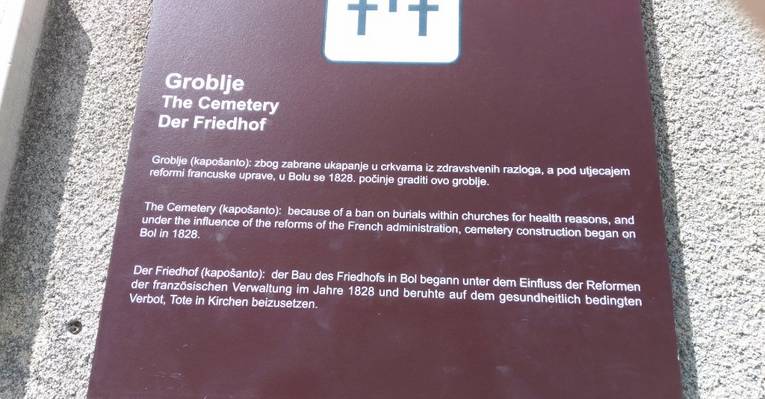 Groblje
The Cemetery
Der Friedhof
Groblje (kapošanto): zbog zabrane ukapanje u crkvama iz zdravstvenih razloga, a pod utjecajem
reformi francuske uprave, u Bolu se 1828. počinje graditi ovo groblje.
The Cemetery (kapošanto): because of a ban on burials within churches for health reasons, and
under the influence of the reforms of the French administration, cemetery construction began on
Bol in 1828.
Der Friedhof (kapošanto): der Bau des Friedhofs in Bol begann unter dem Einfluss der Reformen
der französischen Verwaltung im Jahre 1828 und beruhte auf dem gesundheitlich bedingten
Verbot, Tote in Kirchen beizusetzen.